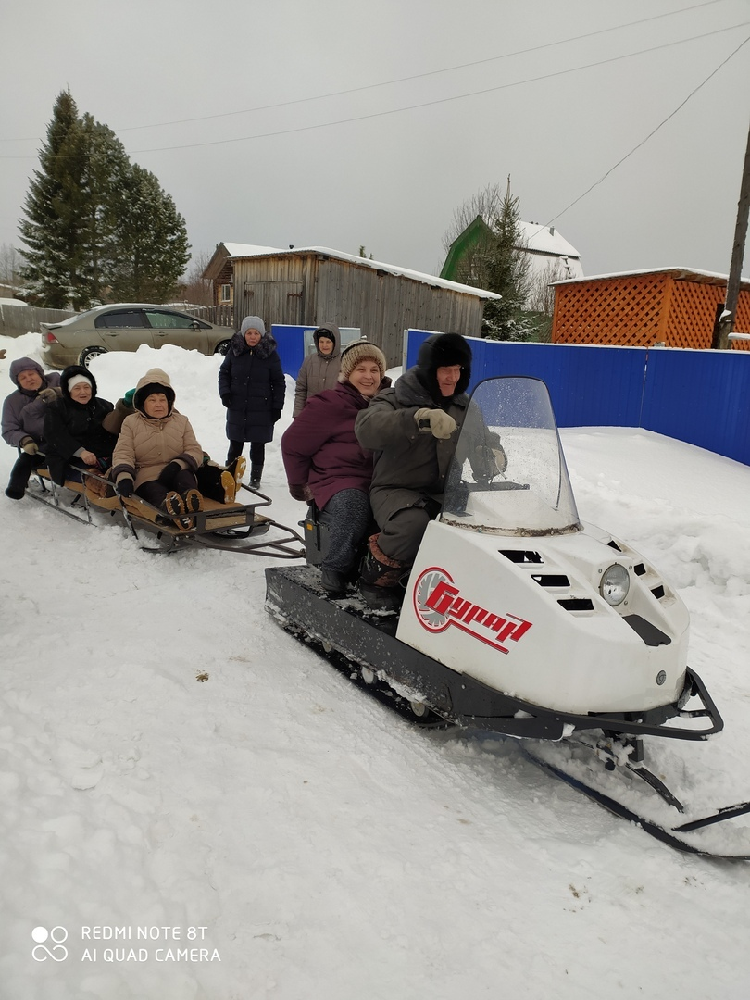 Буран
REDMI NOTE 8T
AI QUAD CAMERA